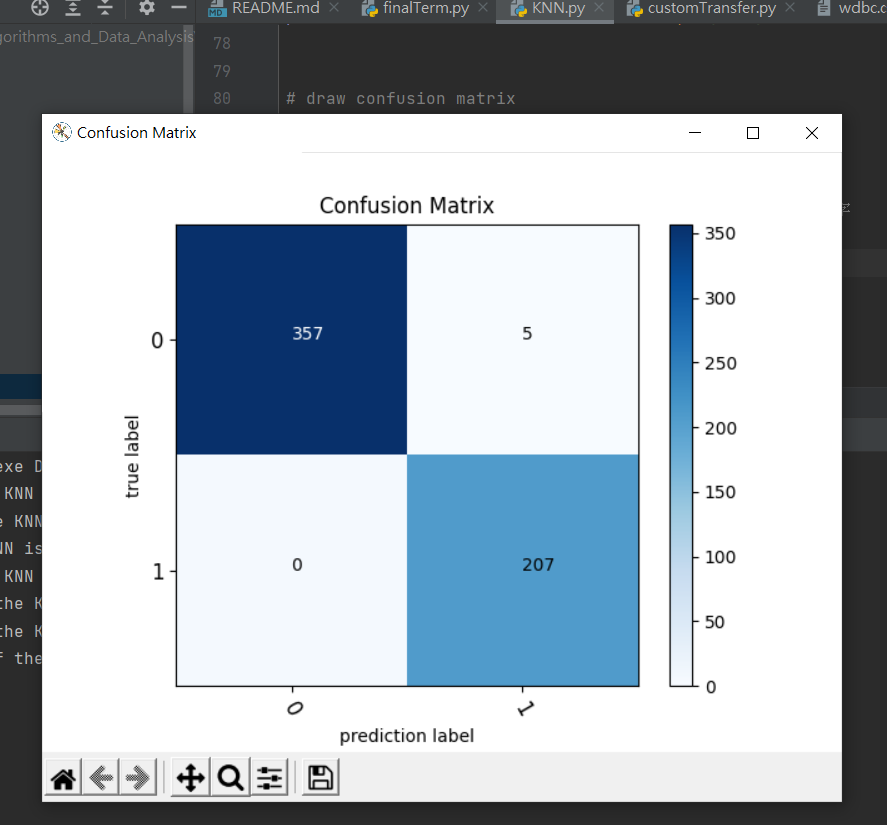 README.md finalTerm.py KNN.py customTransfer.py wdbc.c
gorithms_and_Data_Analysis
78
79
80 # draw confusion matrix
Confusion Matrix
Confusion Matrix
350
300
250
200
150
100
50
0
357 5
0 207
0
1
true label
0 1
prediction label
exe D
KNN
e KNN
NN is
KNN
the K
the K
f the